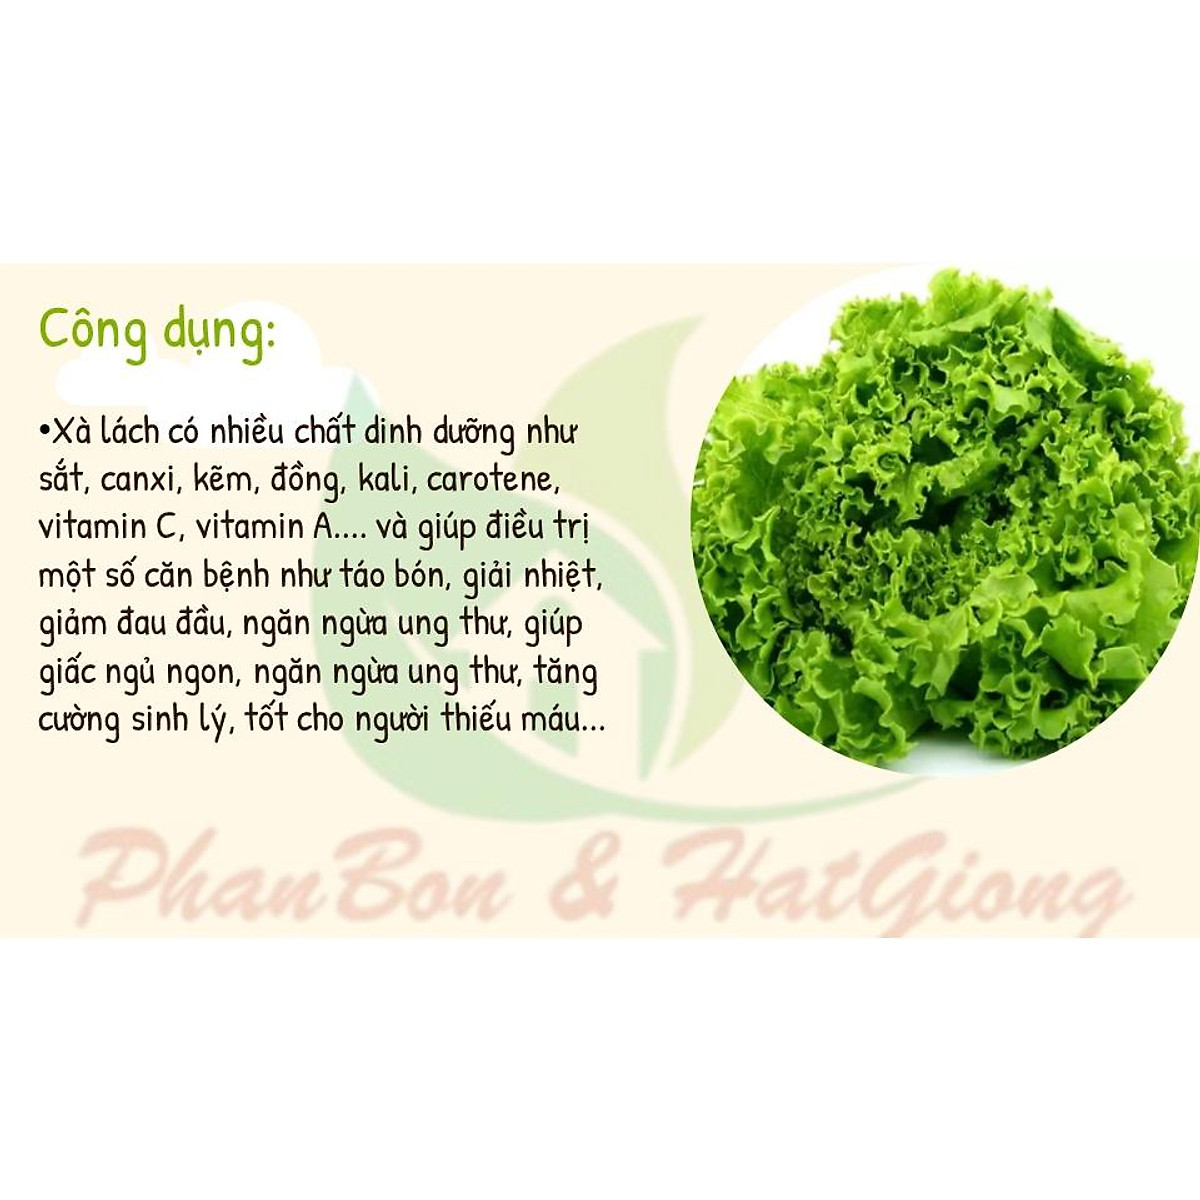 Công dụng:
•Xà lách có nhiều chất dinh dưỡng như
sắt, canxi, kẽm, đồng, kali, carotene,
vitamin C, vitamin A.... và giúp điều trị
một số căn bệnh như táo bón, giải nhiệt,
giảm đau đầu, ngăn ngừa ung thư, giúp
giấc ngủ ngon, ngăn ngừa ung thư, tăng
cường sinh lý, tốt cho người thiếu máu...
PhanBon & HatGiong